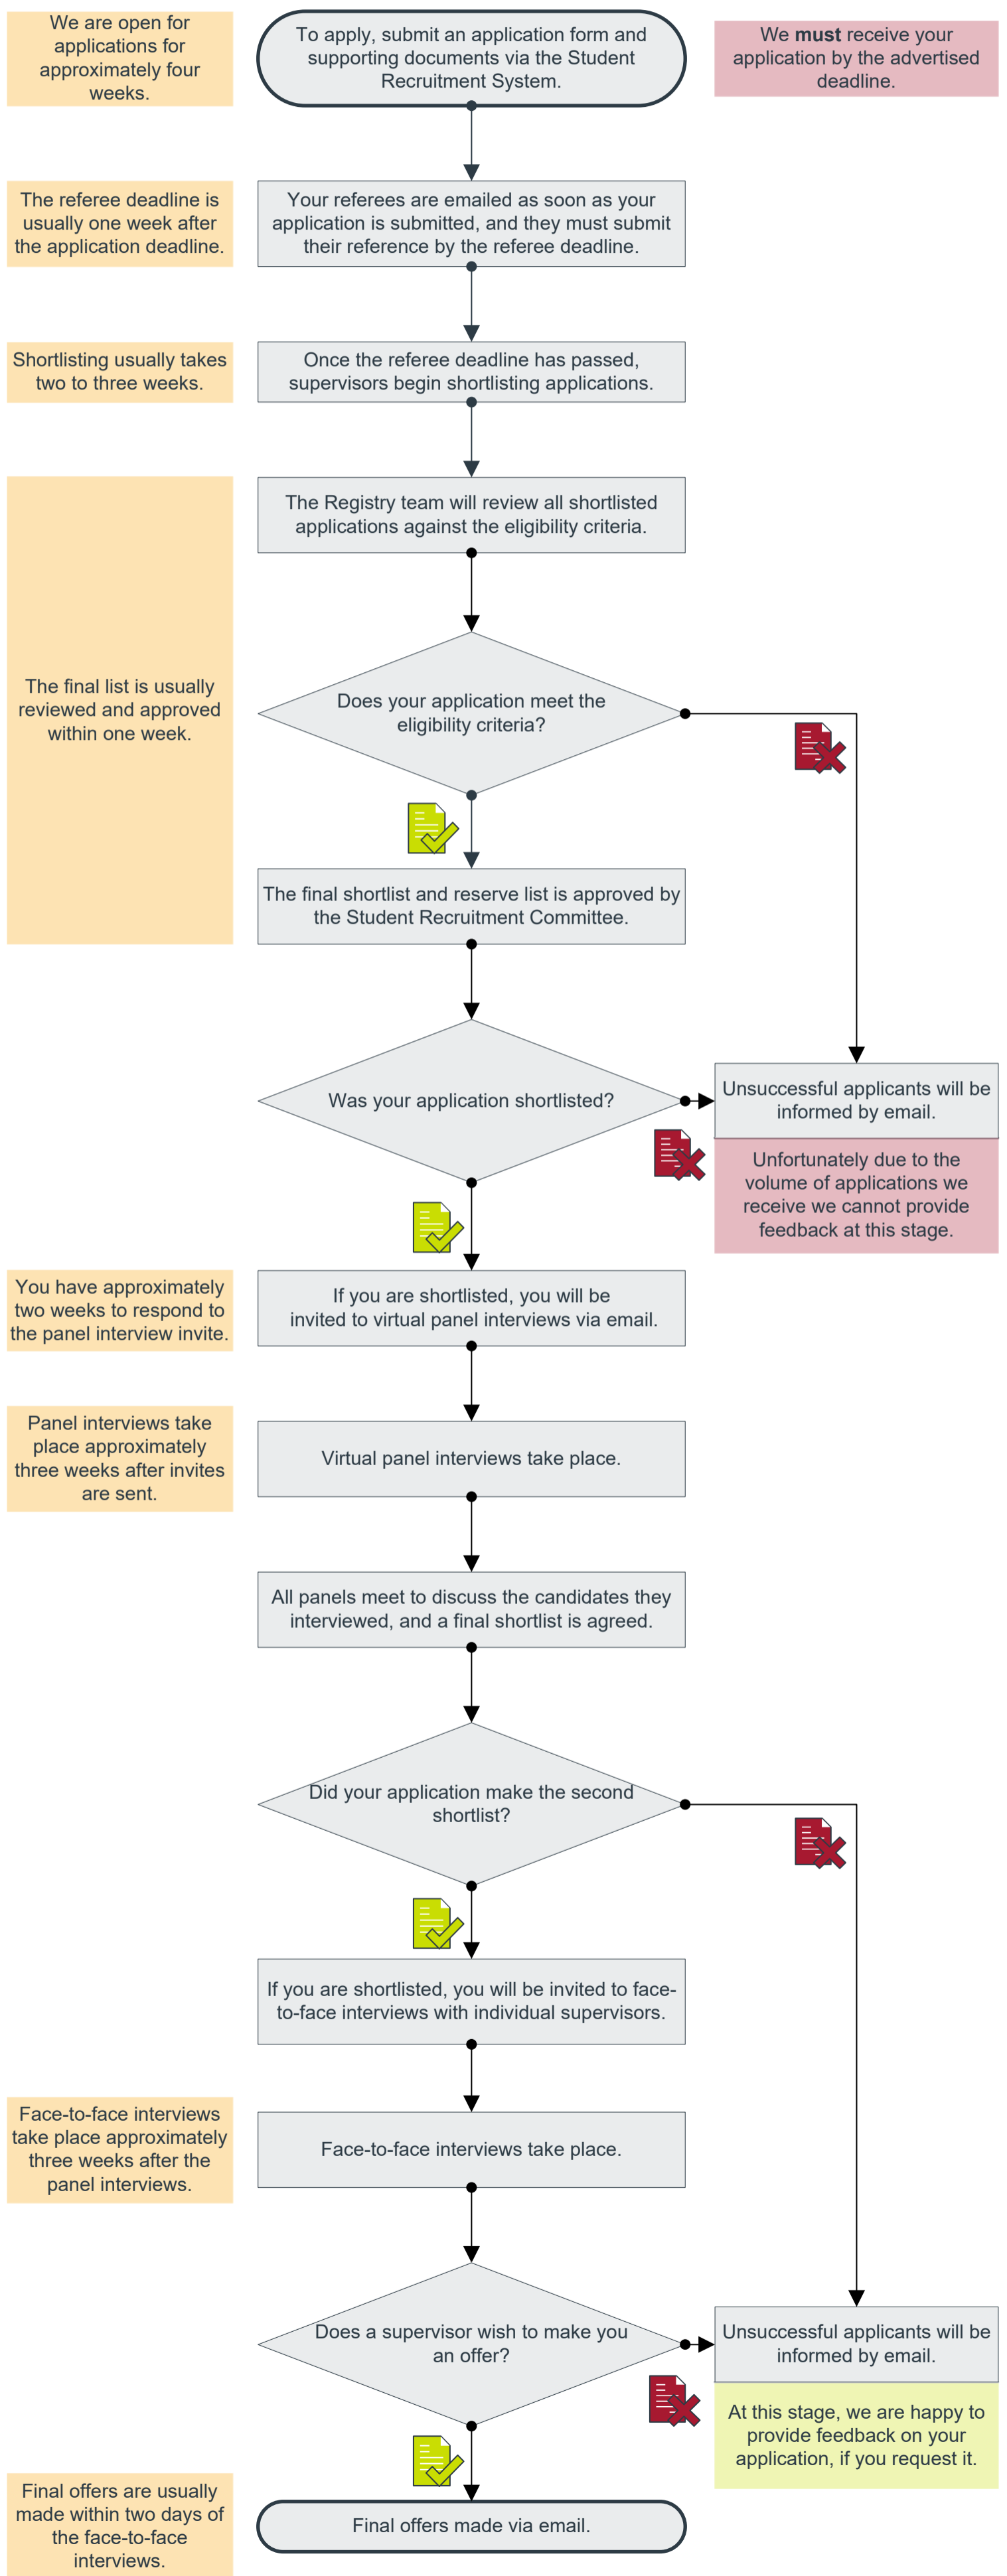 We are open for
applications for
approximately four
weeks.
To apply, submit an application form and
supporting documents via the Student
Recruitment System.
We must receive your
application by the advertised
deadline.
The referee deadline is
usually one week after
the application deadline.
Your referees are emailed as soon as your
application is submitted, and they must submit
their reference by the referee deadline.
Shortlisting usually takes
two to three weeks.
Once the referee deadline has passed,
supervisors begin shortlisting applications.
The Registry team will review all shortlisted
applications against the eligibility criteria.
The final list is usually
reviewed and approved
within one week.
Does your application meet the
eligibility criteria?
The final shortlist and reserve list is approved by
the Student Recruitment Committee.
Was your application shortlisted?
Unsuccessful applicants will be
informed by email.
Unfortunately due to the
volume of applications we
receive we cannot provide
feedback at this stage.
You have approximately
two weeks to respond to
the panel interview invite.
If you are shortlisted, you will be
invited to virtual panel interviews via email.
Panel interviews take
place approximately
three weeks after invites
are sent.
Virtual panel interviews take place.
All panels meet to discuss the candidates they
interviewed, and a final shortlist is agreed.
Did your application make the second
shortlist?
If you are shortlisted, you will be invited to face-
to-face interviews with individual supervisors.
Face-to-face interviews
take place approximately
three weeks after the
panel interviews.
Face-to-face interviews take place.
Does a supervisor wish to make you
an offer?
Unsuccessful applicants will be
informed by email.
At this stage, we are happy to
provide feedback on your
application, if you request it.
Final offers are usually
made within two days of
the face-to-face
interviews.
Final offers made via email.